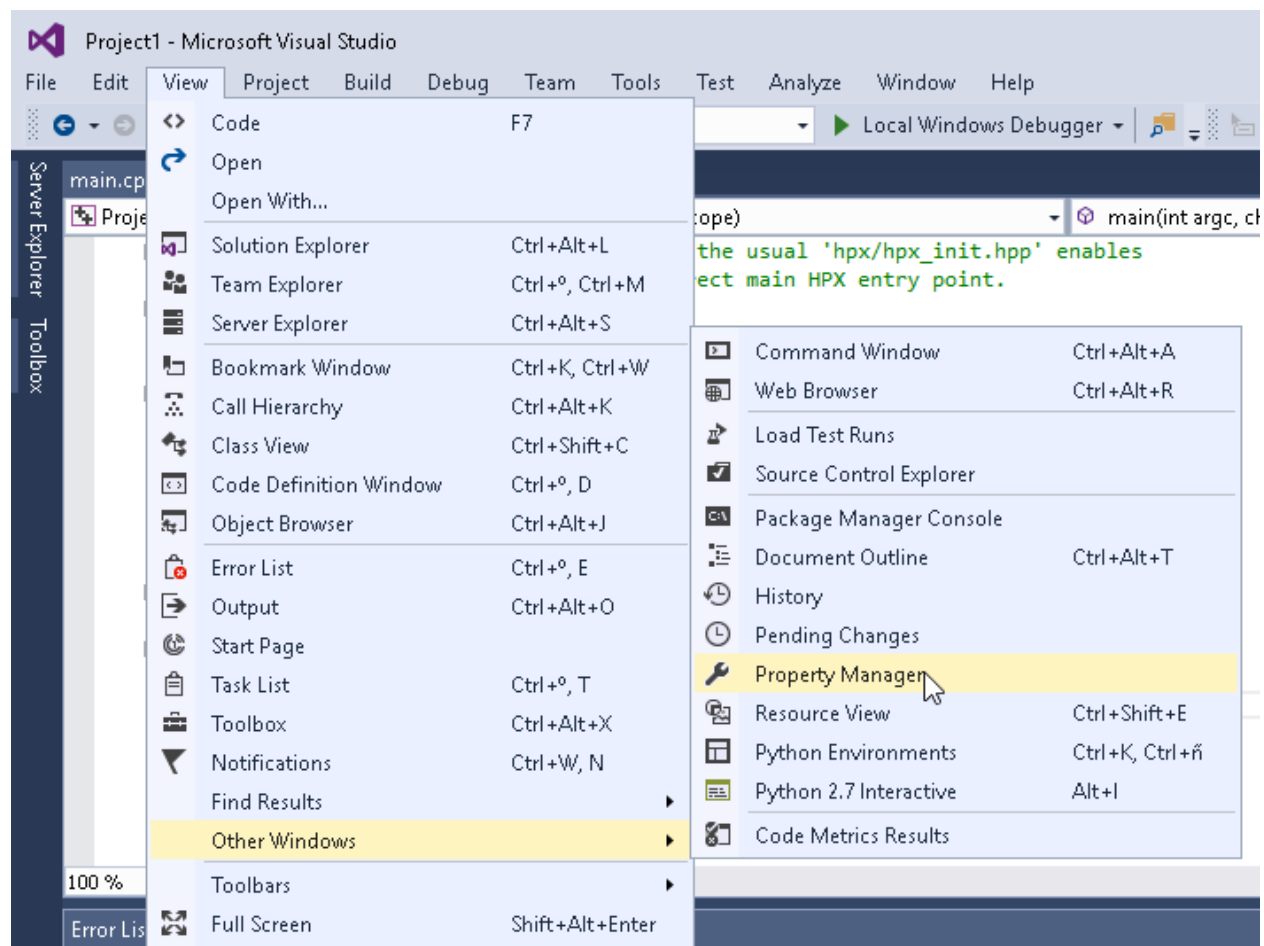 Project1 - Microsoft Visual Studio
File Edit View Project Build Debug Team Tools Test Analyze Window Help
Local Windows Debugger
Server Explorer
Toolbox
main.cp
Proje
cope)
main(int argc, ch
the usual 'hpx/hpx_init.hpp' enables
ect main HPX entry point.
Code F7
Open
Open With...
Solution Explorer Ctrl+Alt+L
Team Explorer Ctrl+º, Ctrl+M
Server Explorer Ctrl+Alt+S
Bookmark Window Ctrl+K, Ctrl+W
Call Hierarchy Ctrl+Alt+K
Class View Ctrl+Shift+C
Code Definition Window Ctrl+º, D
Object Browser Ctrl+Alt+J
Error List Ctrl+º, E
Output Ctrl+Alt+O
Start Page
Task List Ctrl+º, T
Toolbox Ctrl+Alt+X
Notifications Ctrl+W, N
Find Results
Other Windows
Toolbars
Full Screen Shift+Alt+Enter
Command Window Ctrl+Alt+A
Web Browser Ctrl+Alt+R
Load Test Runs
Source Control Explorer
Package Manager Console
Document Outline Ctrl+Alt+T
History
Pending Changes
Property Manager
Resource View Ctrl+Shift+E
Python Environments Ctrl+K, Ctrl+ñ
Python 2.7 Interactive Alt+I
Code Metrics Results
100 %
Error Lis